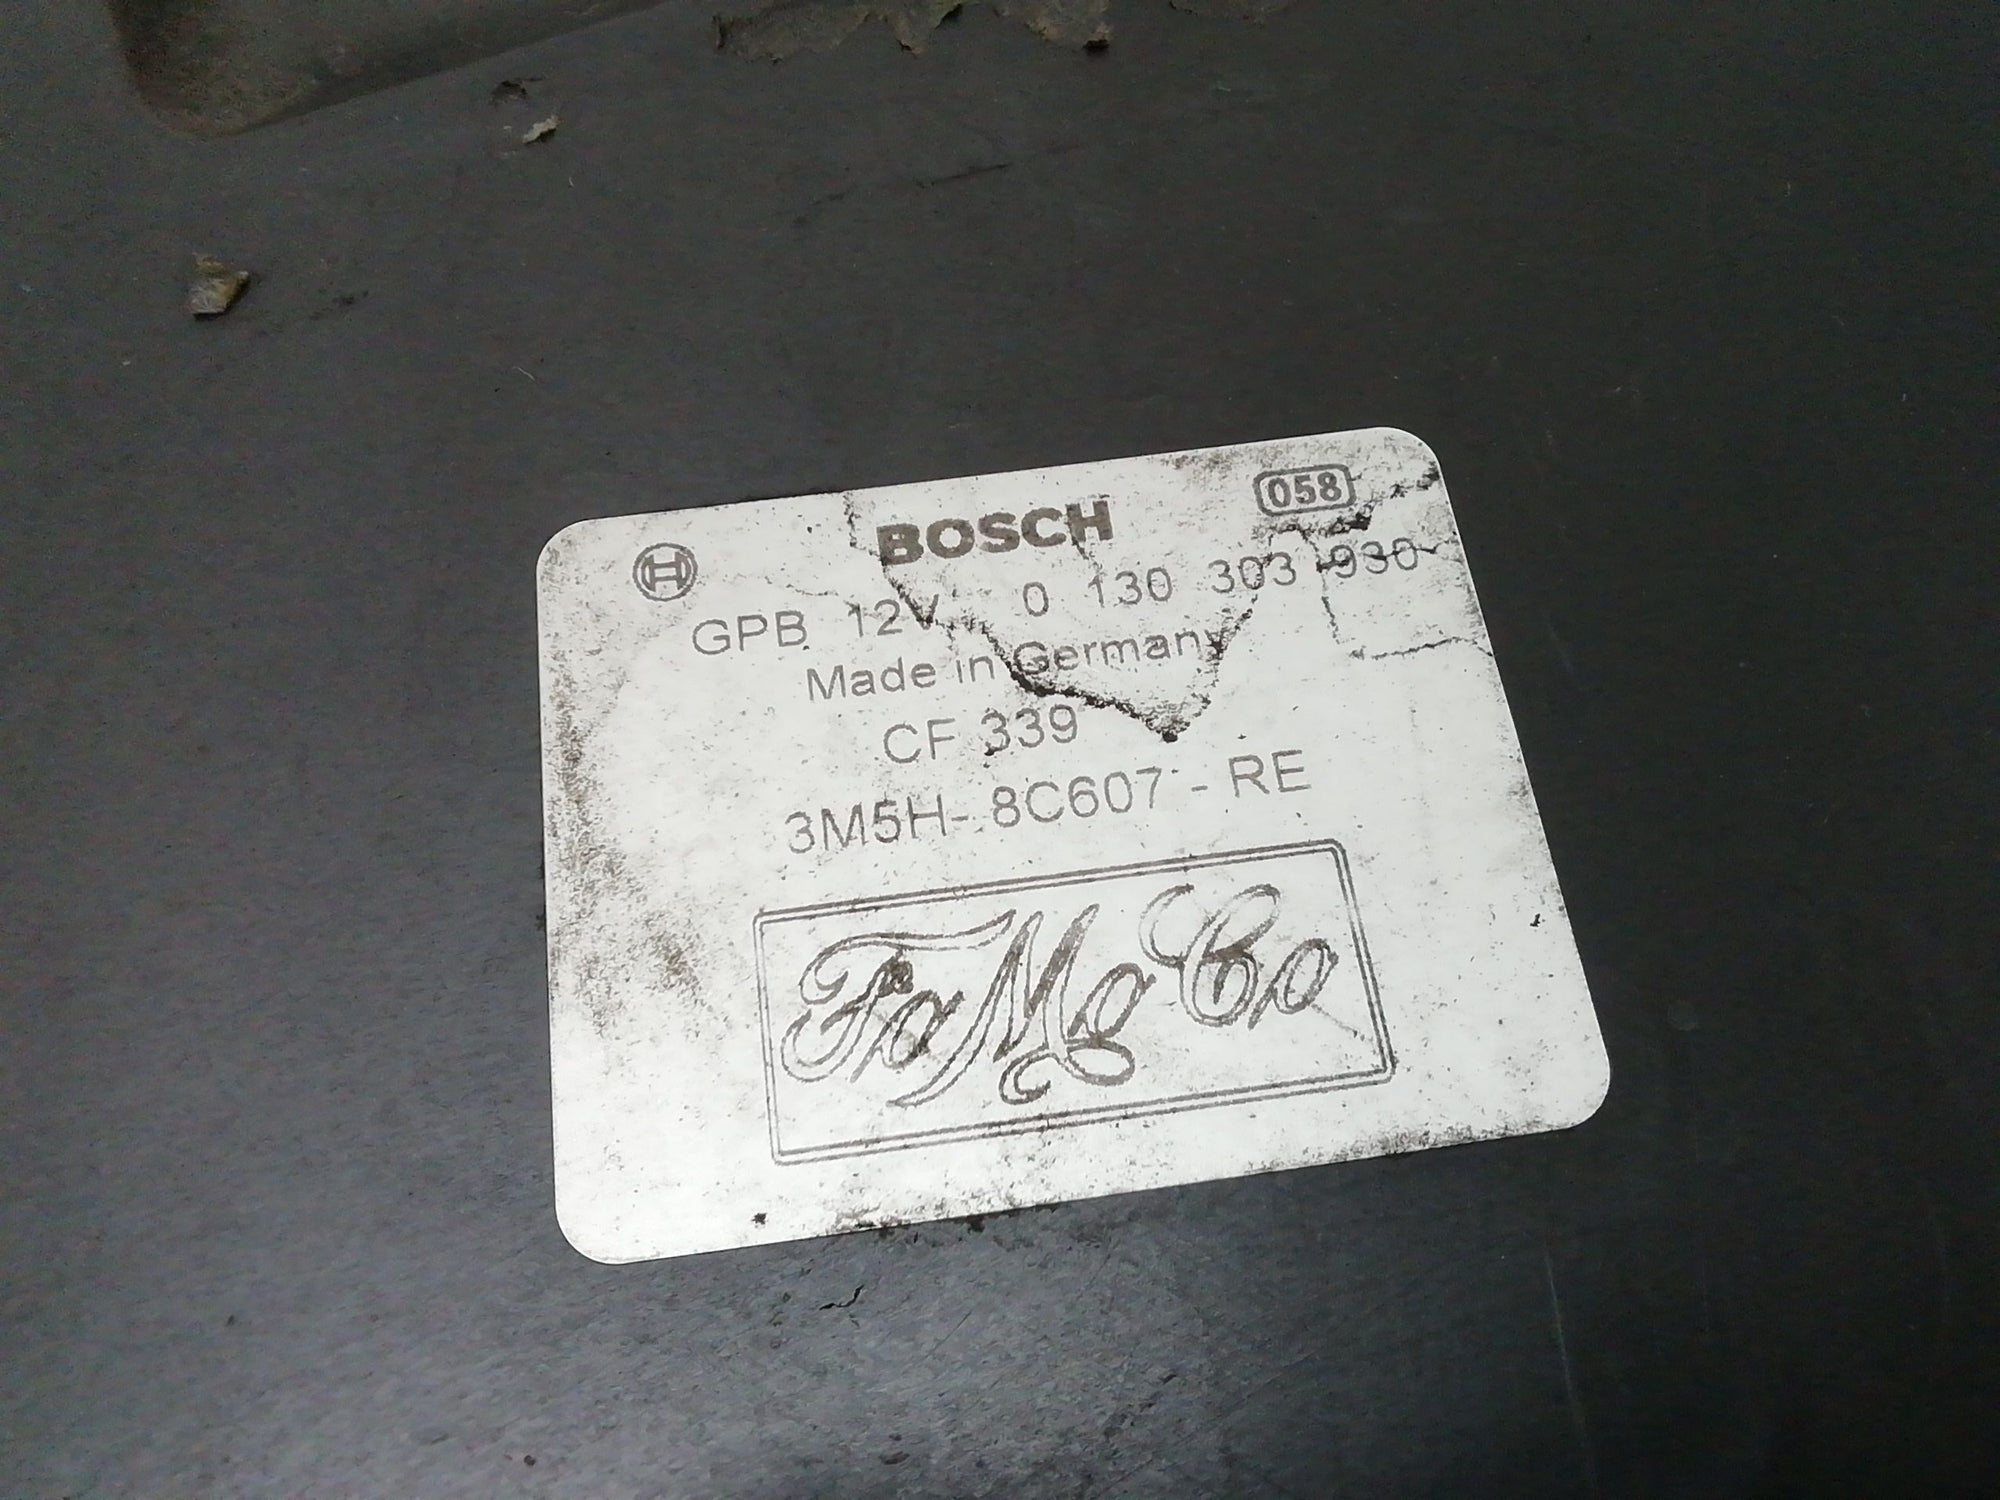 058
BOSCH
GPB 12V 0 130 303 930
Made in Germany
CF 339
3M5H- 8C607 - RE
FoMoCo